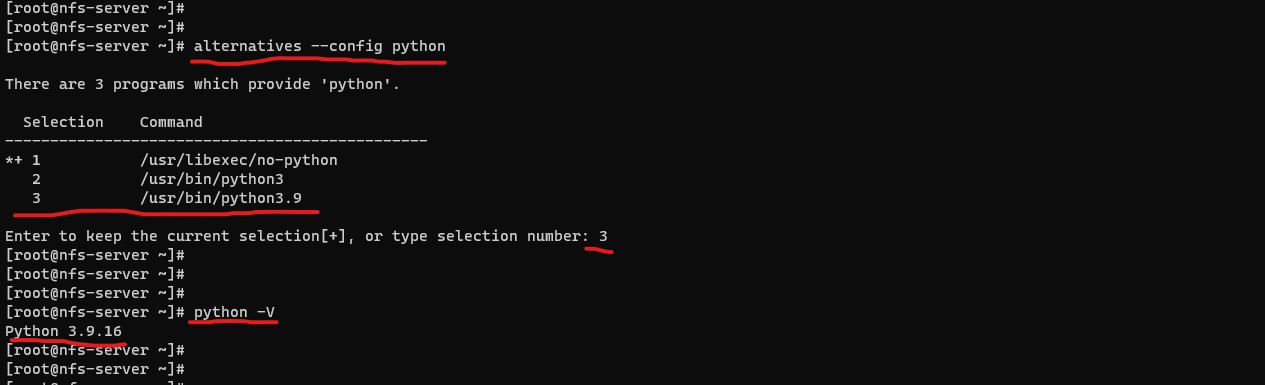 [root@nfs-server ~]#
[root@nfs-server ~]#
[root@nfs-server ~]# alternatives --config python
There are 3 programs which provide 'python'.
Selection    Command
-----------------------------------------------
*+ 1           /usr/libexec/no-python
2           /usr/bin/python3
3           /usr/bin/python3.9
Enter to keep the current selection[+], or type selection number: 3
[root@nfs-server ~]#
[root@nfs-server ~]#
[root@nfs-server ~]#
[root@nfs-server ~]# python -V
Python 3.9.16
[root@nfs-server ~]#
[root@nfs-server ~]#
[root@nfs-server ~]#